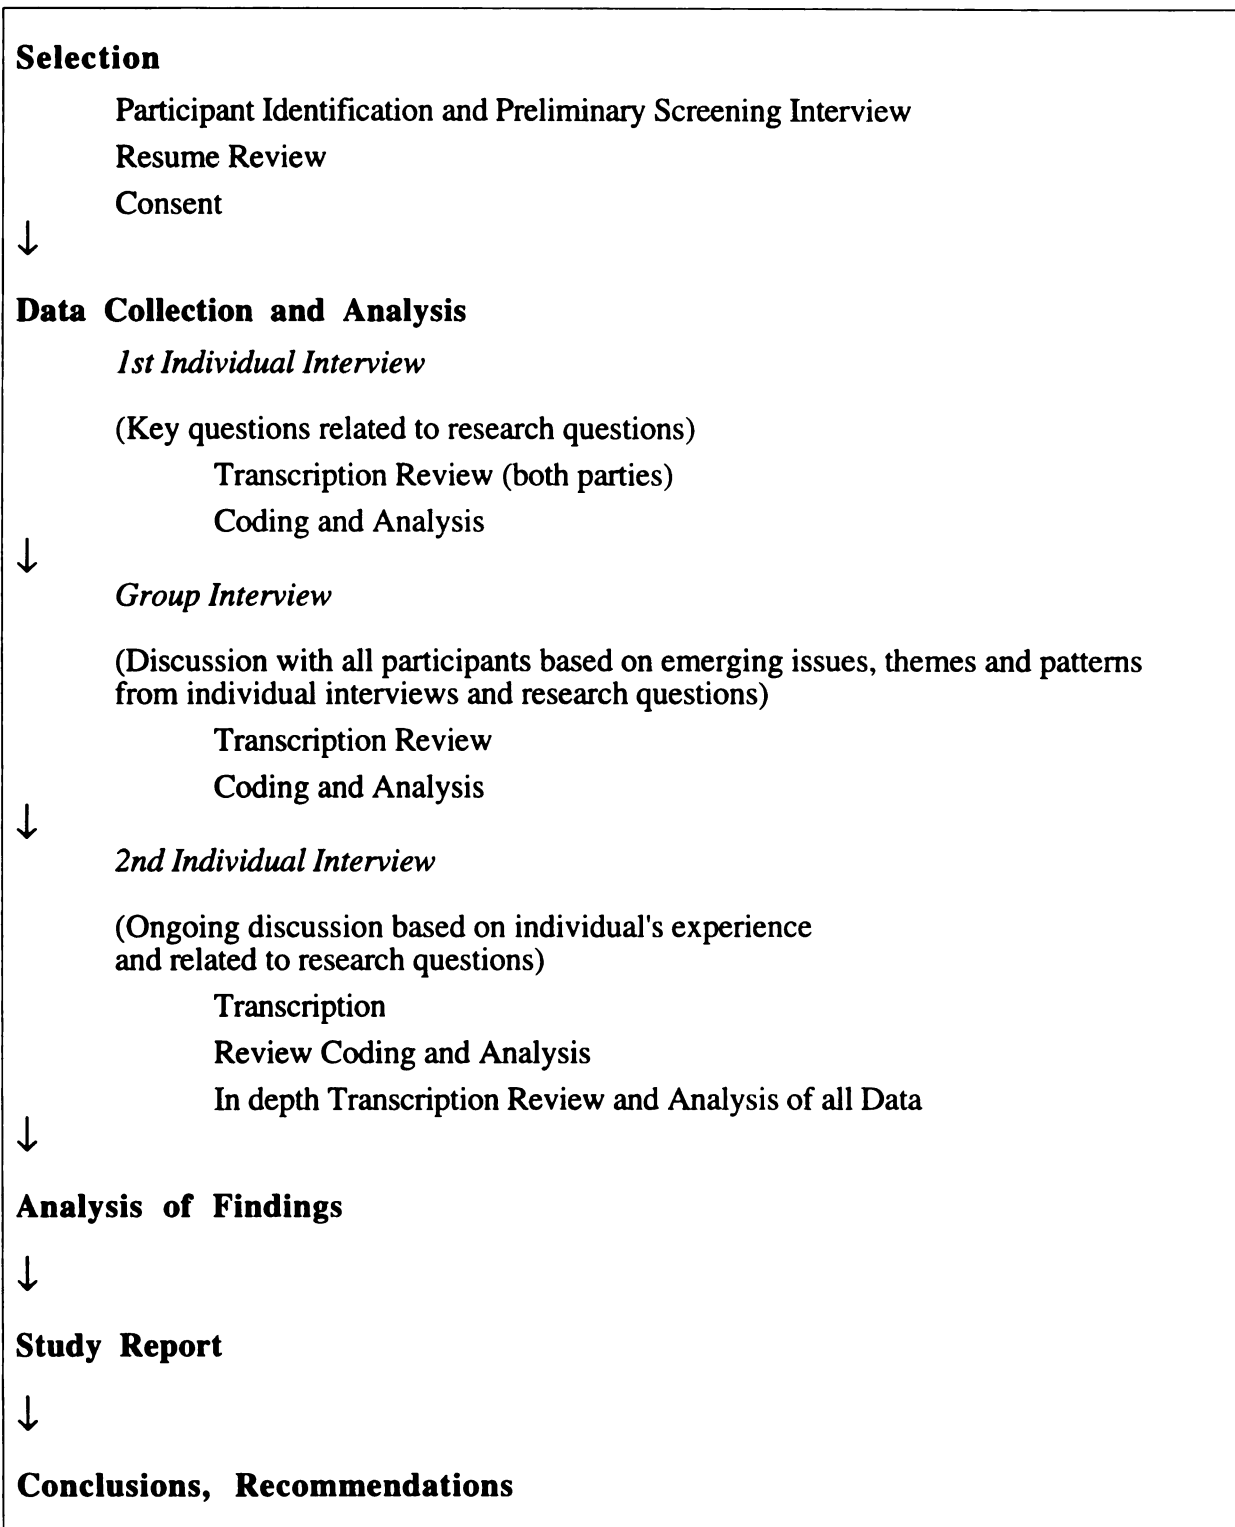 Selection
Participant Identification and Preliminary Screening Interview
Resume Review
Consent
↓
Data Collection and Analysis
1st Individual Interview
(Key questions related to research questions)
Transcription Review (both parties)
Coding and Analysis
↓
Group Interview
(Discussion with all participants based on emerging issues, themes and patterns
from individual interviews and research questions)
Transcription Review
Coding and Analysis
↓
2nd Individual Interview
(Ongoing discussion based on individual's experience
and related to research questions)
Transcription
Review Coding and Analysis
In depth Transcription Review and Analysis of all Data
↓
Analysis of Findings
↓
Study Report
↓
Conclusions, Recommendations